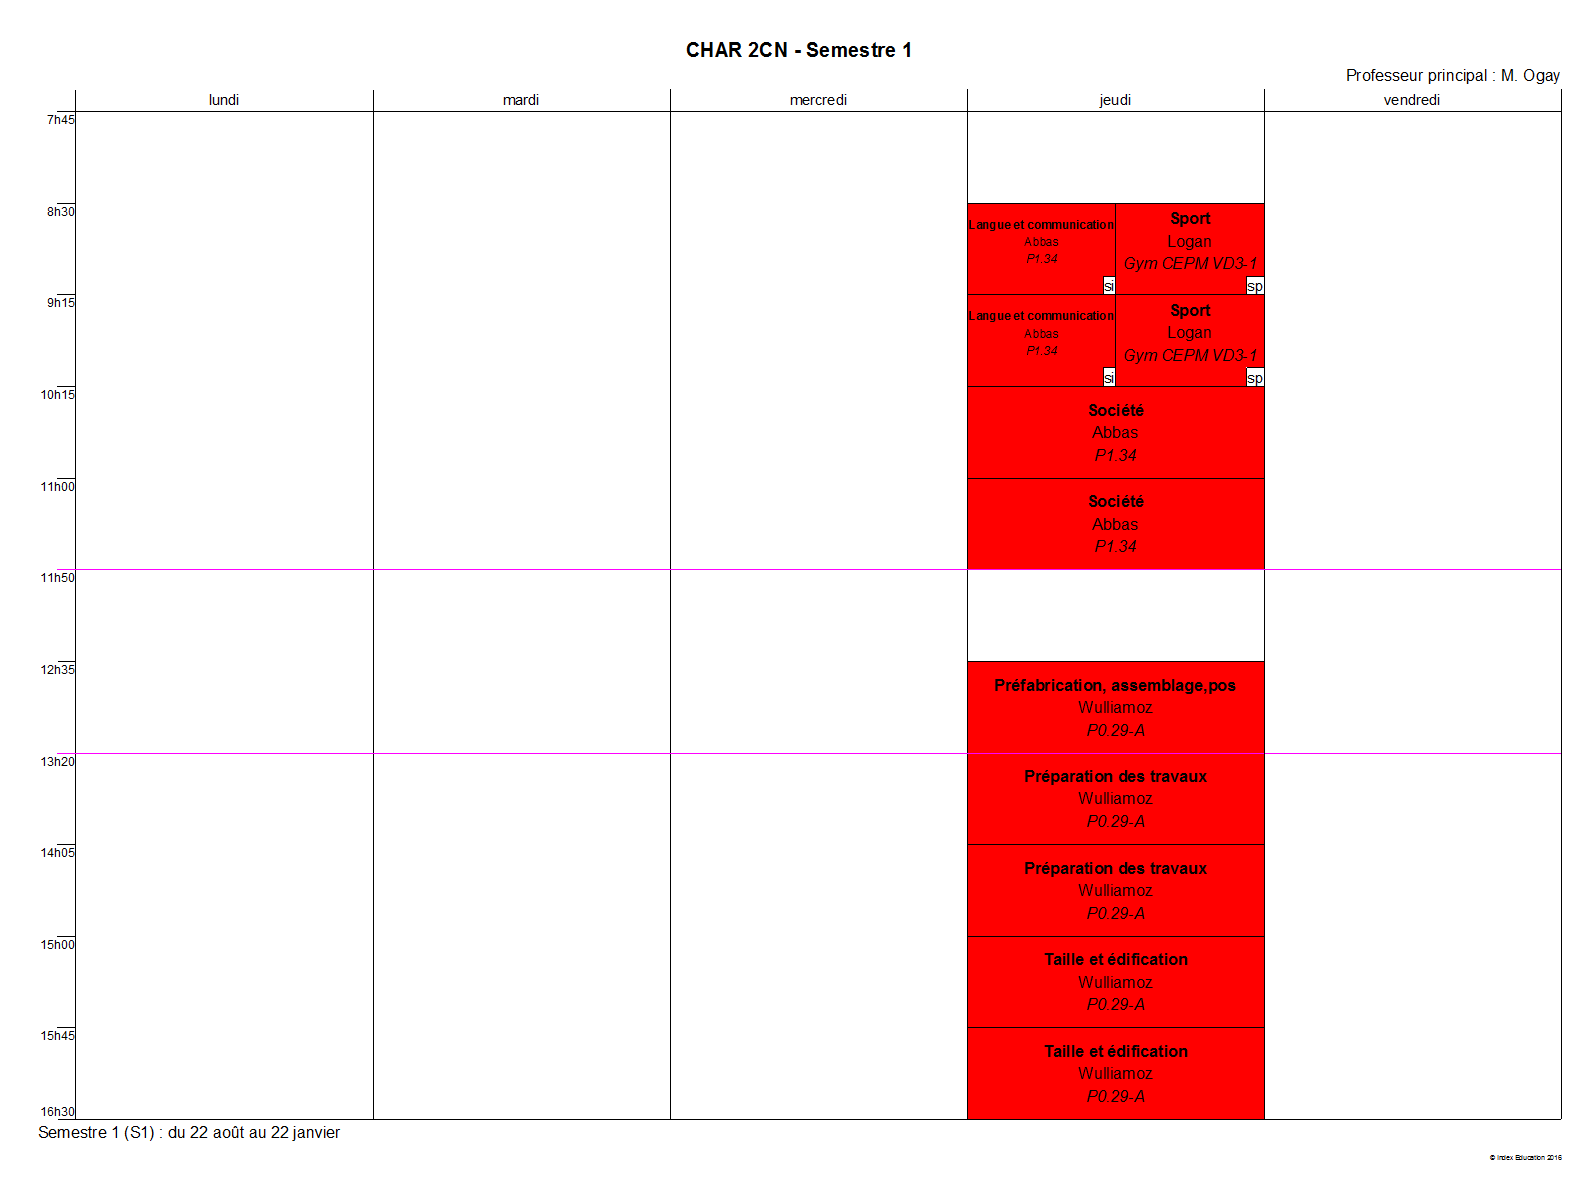 CHAR 2CN - Semestre 1
Professeur principal : M. Ogay
lundi
mardi
mercredi
jeudi
vendredi
7h45
8h30
Langue et communication
Abbas
P1.34
si
Sport
Logan
Gym CEPM VD3-1
sp
9h15
Langue et communication
Abbas
P1.34
si
Sport
Logan
Gym CEPM VD3-1
sp
10h15
Société
Abbas
P1.34
11h00
Société
Abbas
P1.34
11h50
12h35
Préfabrication, assemblage,pos
Wulliamoz
P0.29-A
13h20
Préparation des travaux
Wulliamoz
P0.29-A
14h05
Préparation des travaux
Wulliamoz
P0.29-A
15h00
Taille et édification
Wulliamoz
P0.29-A
15h45
Taille et édification
Wulliamoz
P0.29-A
16h30
Semestre 1 (S1) : du 22 août au 22 janvier
© Index Education 2016